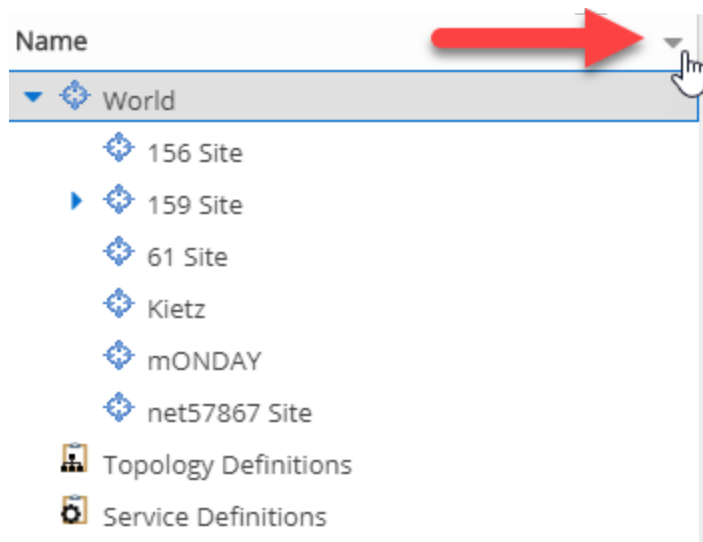 Name
World
156 Site
159 Site
61 Site
Kietz
mONDAY
net57867 Site
Topology Definitions
Service Definitions